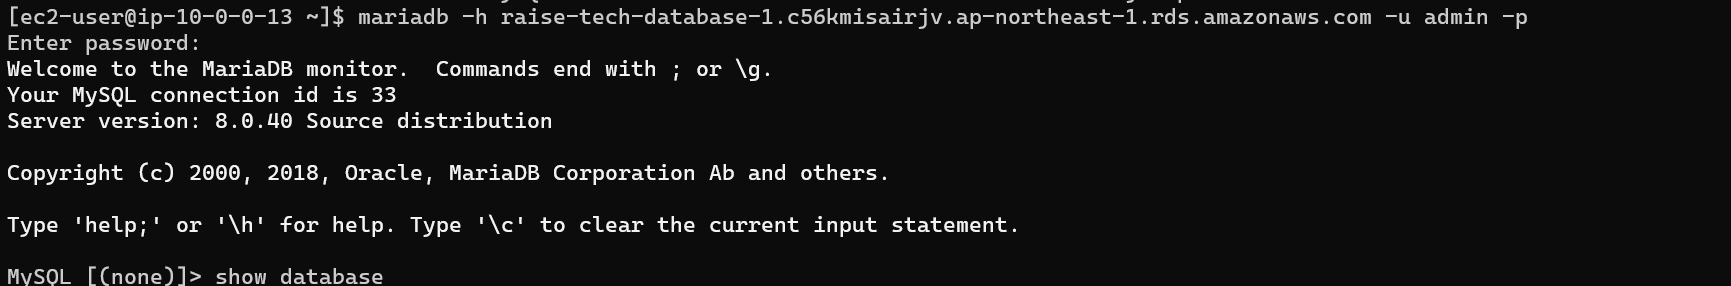 [ec2-user@ip-10-0-0-13 ~]$ mariadb -h raise-tech-database-1.c56kmisairjv.ap-northeast-1.rds.amazonaws.com -u admin -p
Enter password:
Welcome to the MariaDB monitor.  Commands end with ; or \g.
Your MySQL connection id is 33
Server version: 8.0.40 Source distribution

Copyright (c) 2000, 2018, Oracle, MariaDB Corporation Ab and others.

Type 'help;' or '\h' for help. Type '\c' to clear the current input statement.

MySQL [(none)]> show database